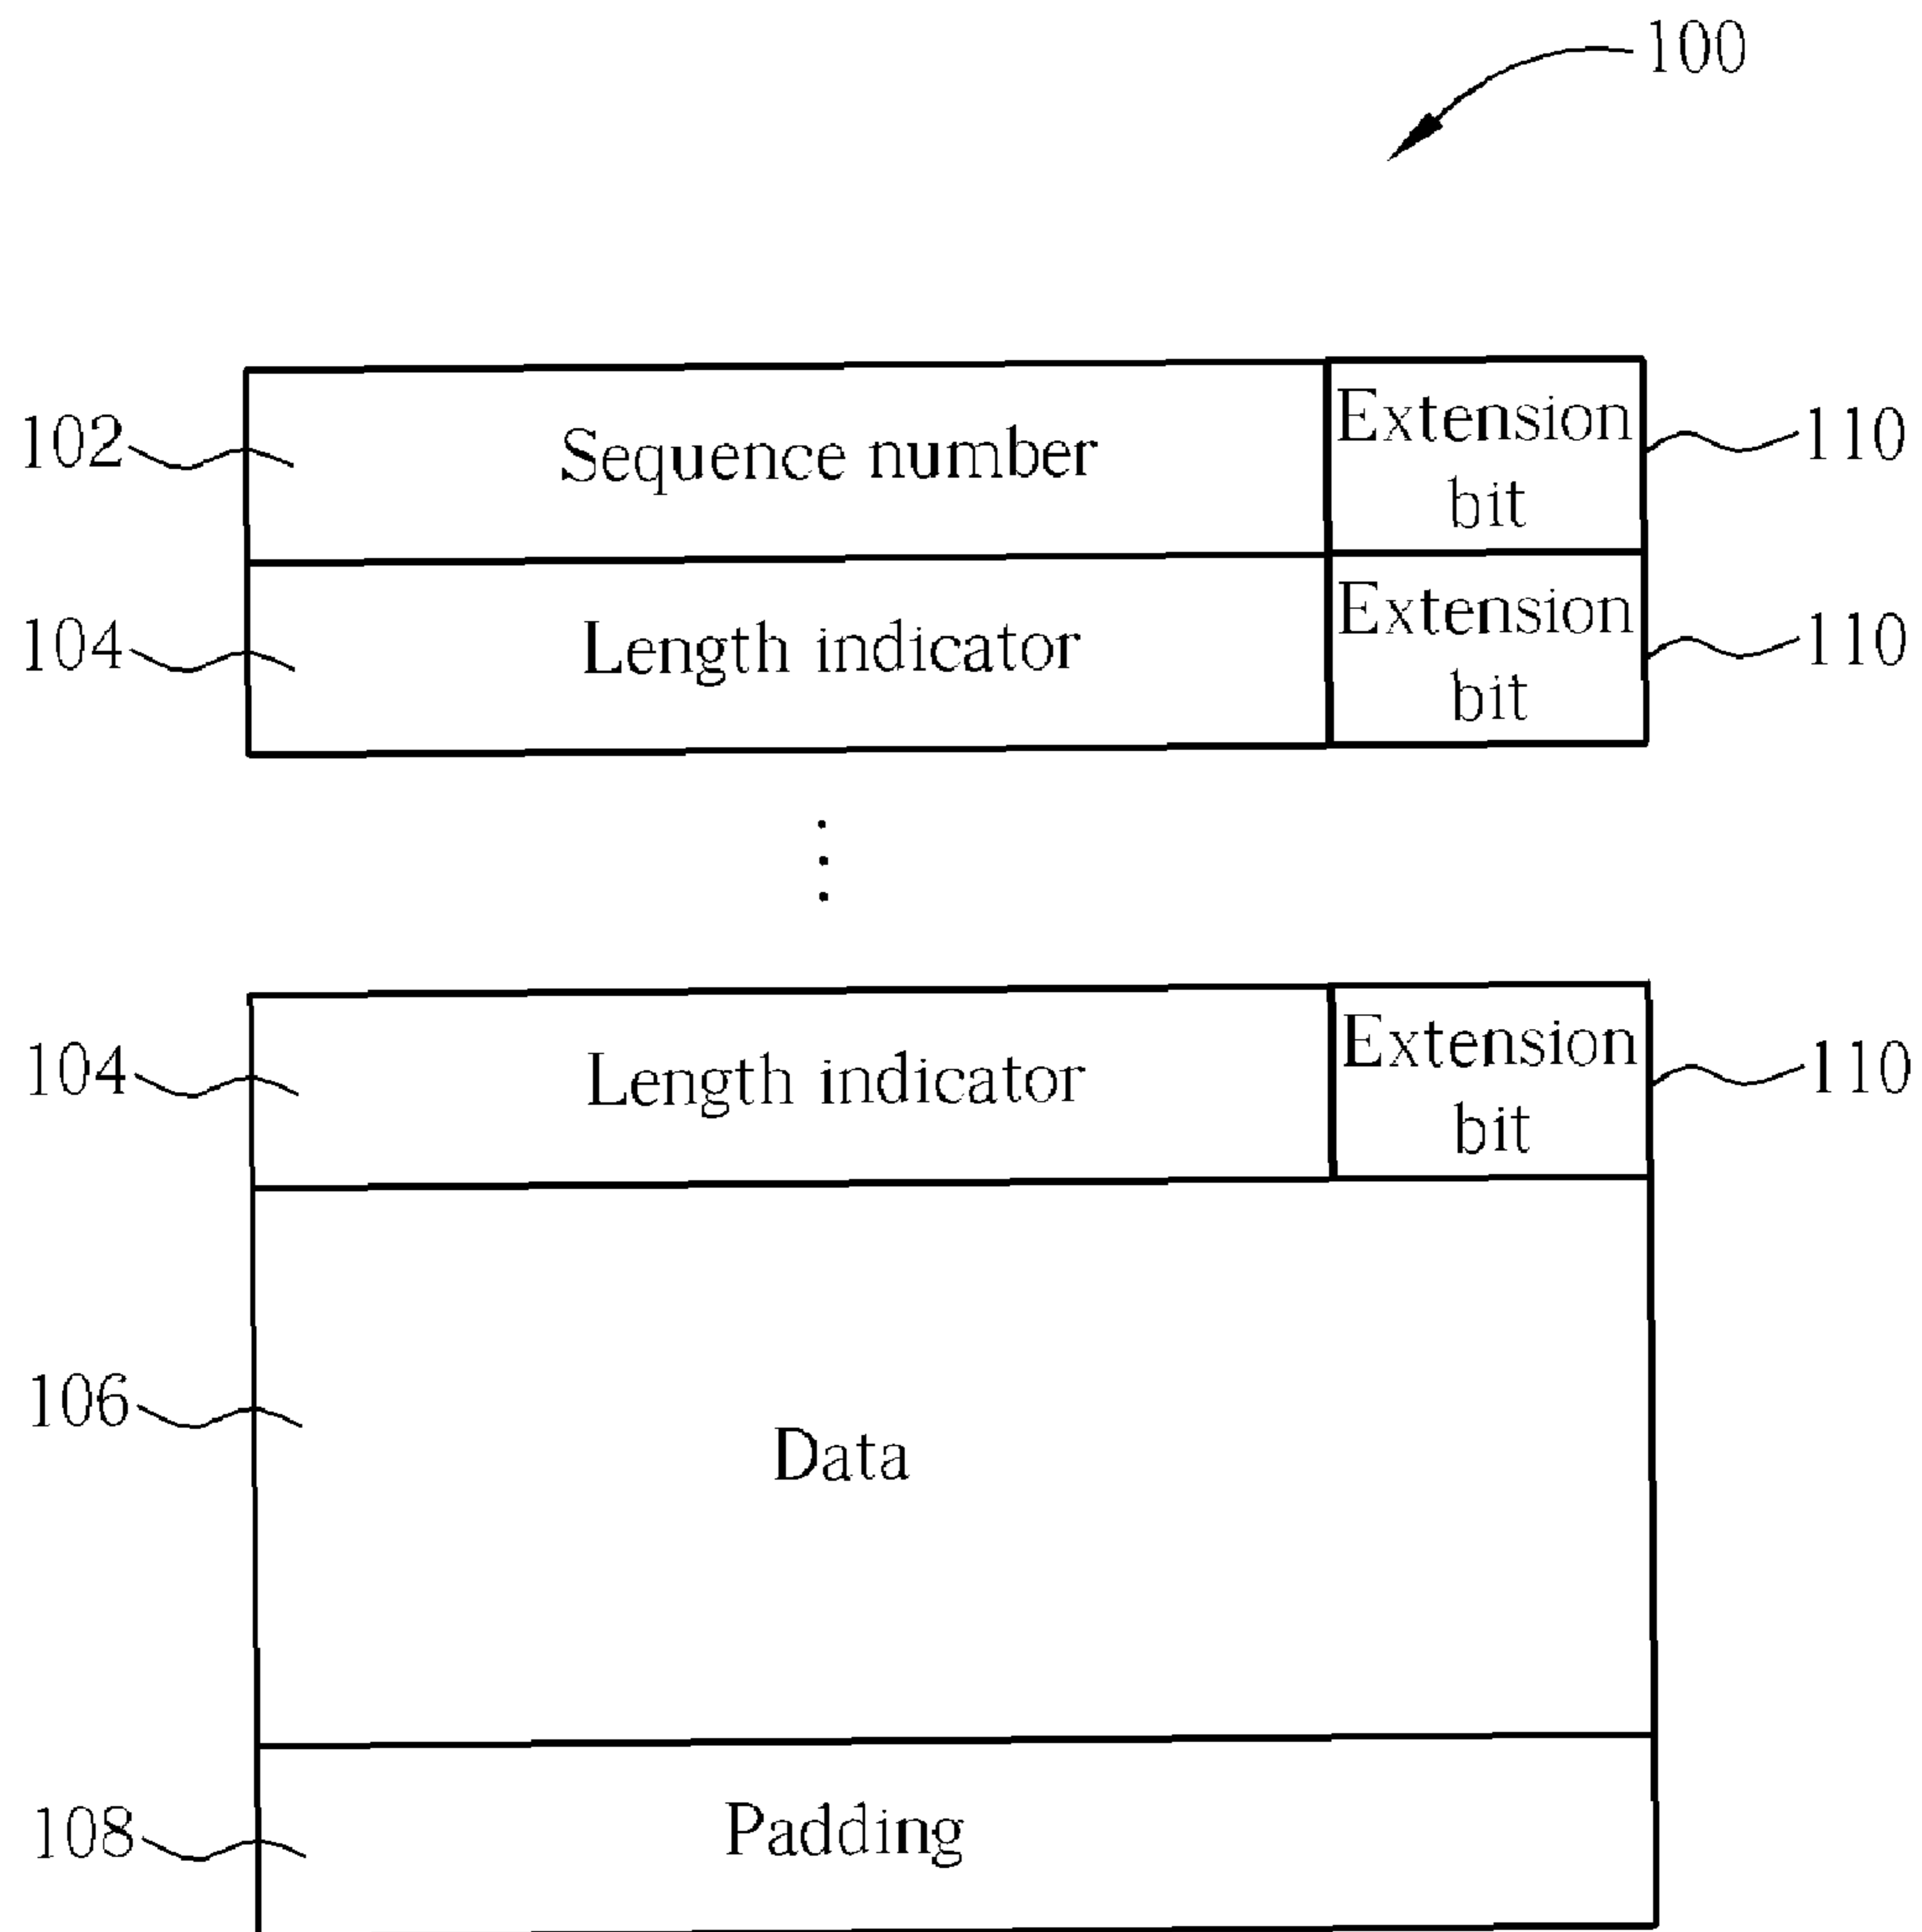 100
102
Sequence number
Extension
bit
110
104
Length indicator
Extension
bit
110
104
Length indicator
Extension
bit
110
106
Data
108
Padding